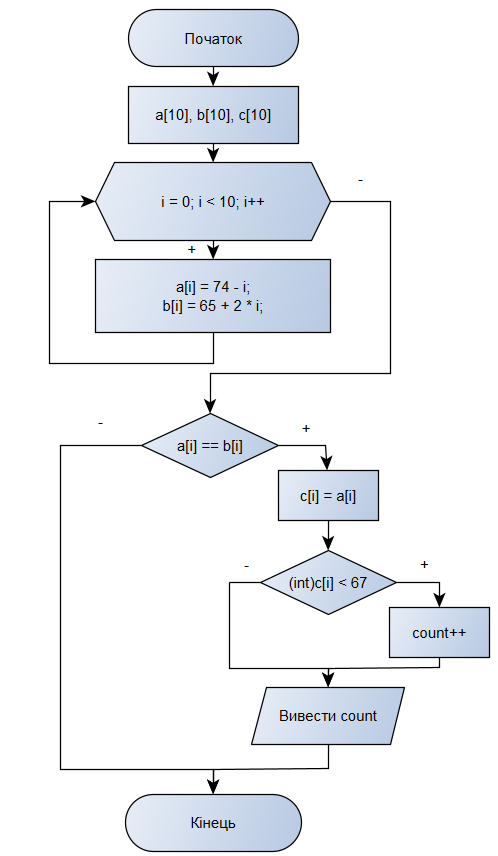 Початок
a[10], b[10], c[10]
-
i = 0; i < 10; i++
+
a[i] = 74 - i;
b[i] = 65 + 2 * i;
-
+
a[i] == b[i]
c[i] = a[i]
-
+
(int)c[i] < 67
count++
Вивести count
Кінець